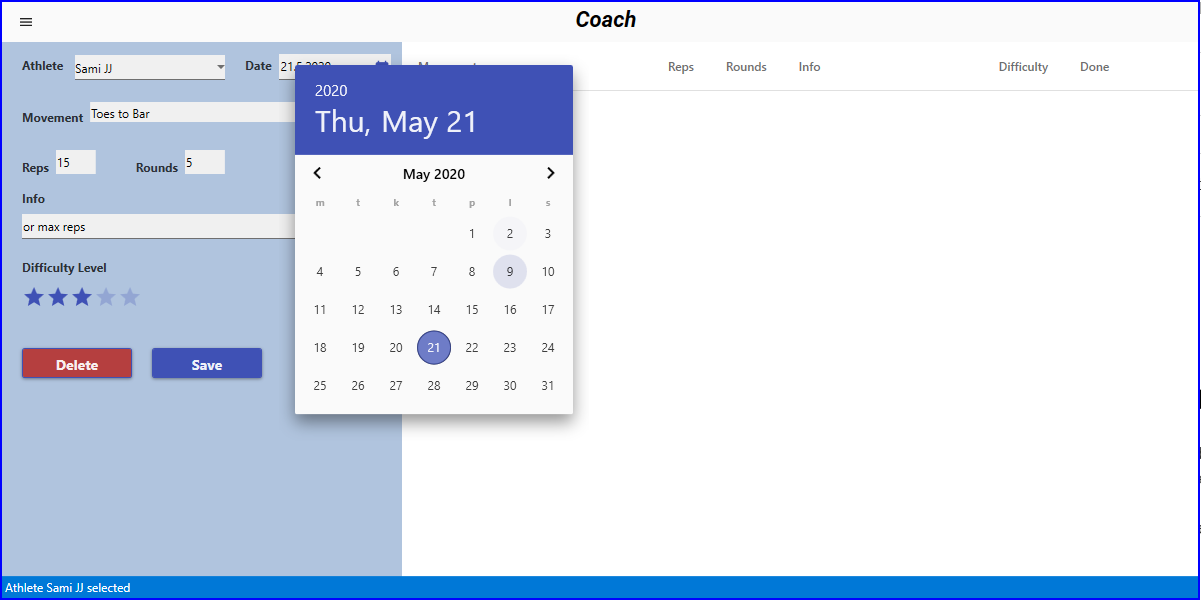 Coach
Athlete Sami JJ Date 21.5.2020
Movement Reps Rounds Info Difficulty Done
Movement Toes to Bar
Reps 15 Rounds 5
Info
or max reps
Difficulty Level
Delete Save
2020
Thu, May 21
May 2020
m t k t p l s
1 2 3
4 5 6 7 8 9 10
11 12 13 14 15 16 17
18 19 20 21 22 23 24
25 26 27 28 29 30 31
Athlete Sami JJ selected